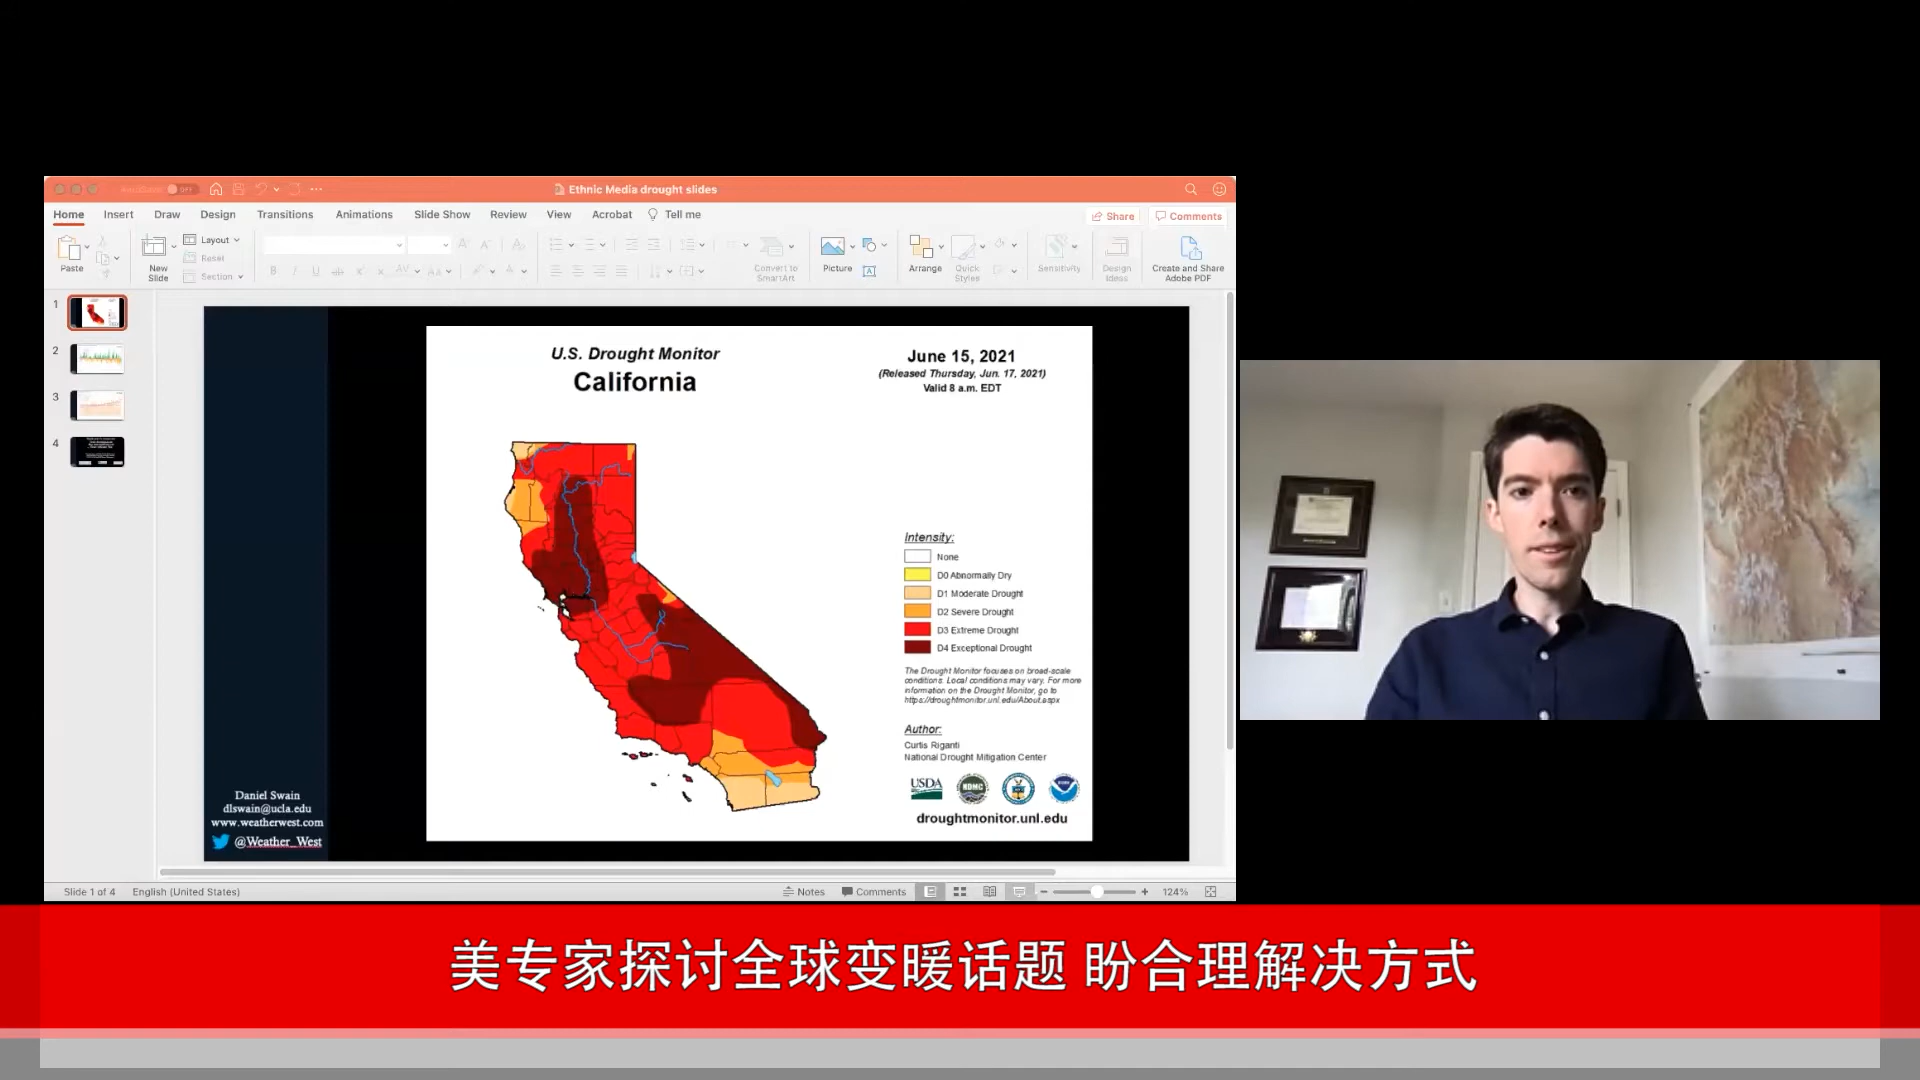 AutoSave OFF
Ethnic Media drought slides
Home Insert Draw Design Transitions Animations Slide Show Review View Acrobat Tell me
Share Comments
Paste
New Slide
Layout
Reset
Section
Convert to SmartArt
Picture
Arrange
Quick Styles
Sensitivity
Design Ideas
Create and Share Adobe PDF
1
2
3
4
U.S. Drought Monitor
California
June 15, 2021
(Released Thursday, Jun. 17, 2021)
Valid 8 a.m. EDT
Intensity:
None
D0 Abnormally Dry
D1 Moderate Drought
D2 Severe Drought
D3 Extreme Drought
D4 Exceptional Drought
The Drought Monitor focuses on broad-scale
conditions. Local conditions may vary. For more
information on the Drought Monitor, go to
https://droughtmonitor.unl.edu/About.aspx
Author:
Curtis Riganti
National Drought Mitigation Center
USDA
NDMC
droughtmonitor.unl.edu
Daniel Swain
dlswain@ucla.edu
www.weatherwest.com
@Weather_West
Slide 1 of 4 English (United States)
Notes Comments 124%
美专家探讨全球变暖话题 盼合理解决方式